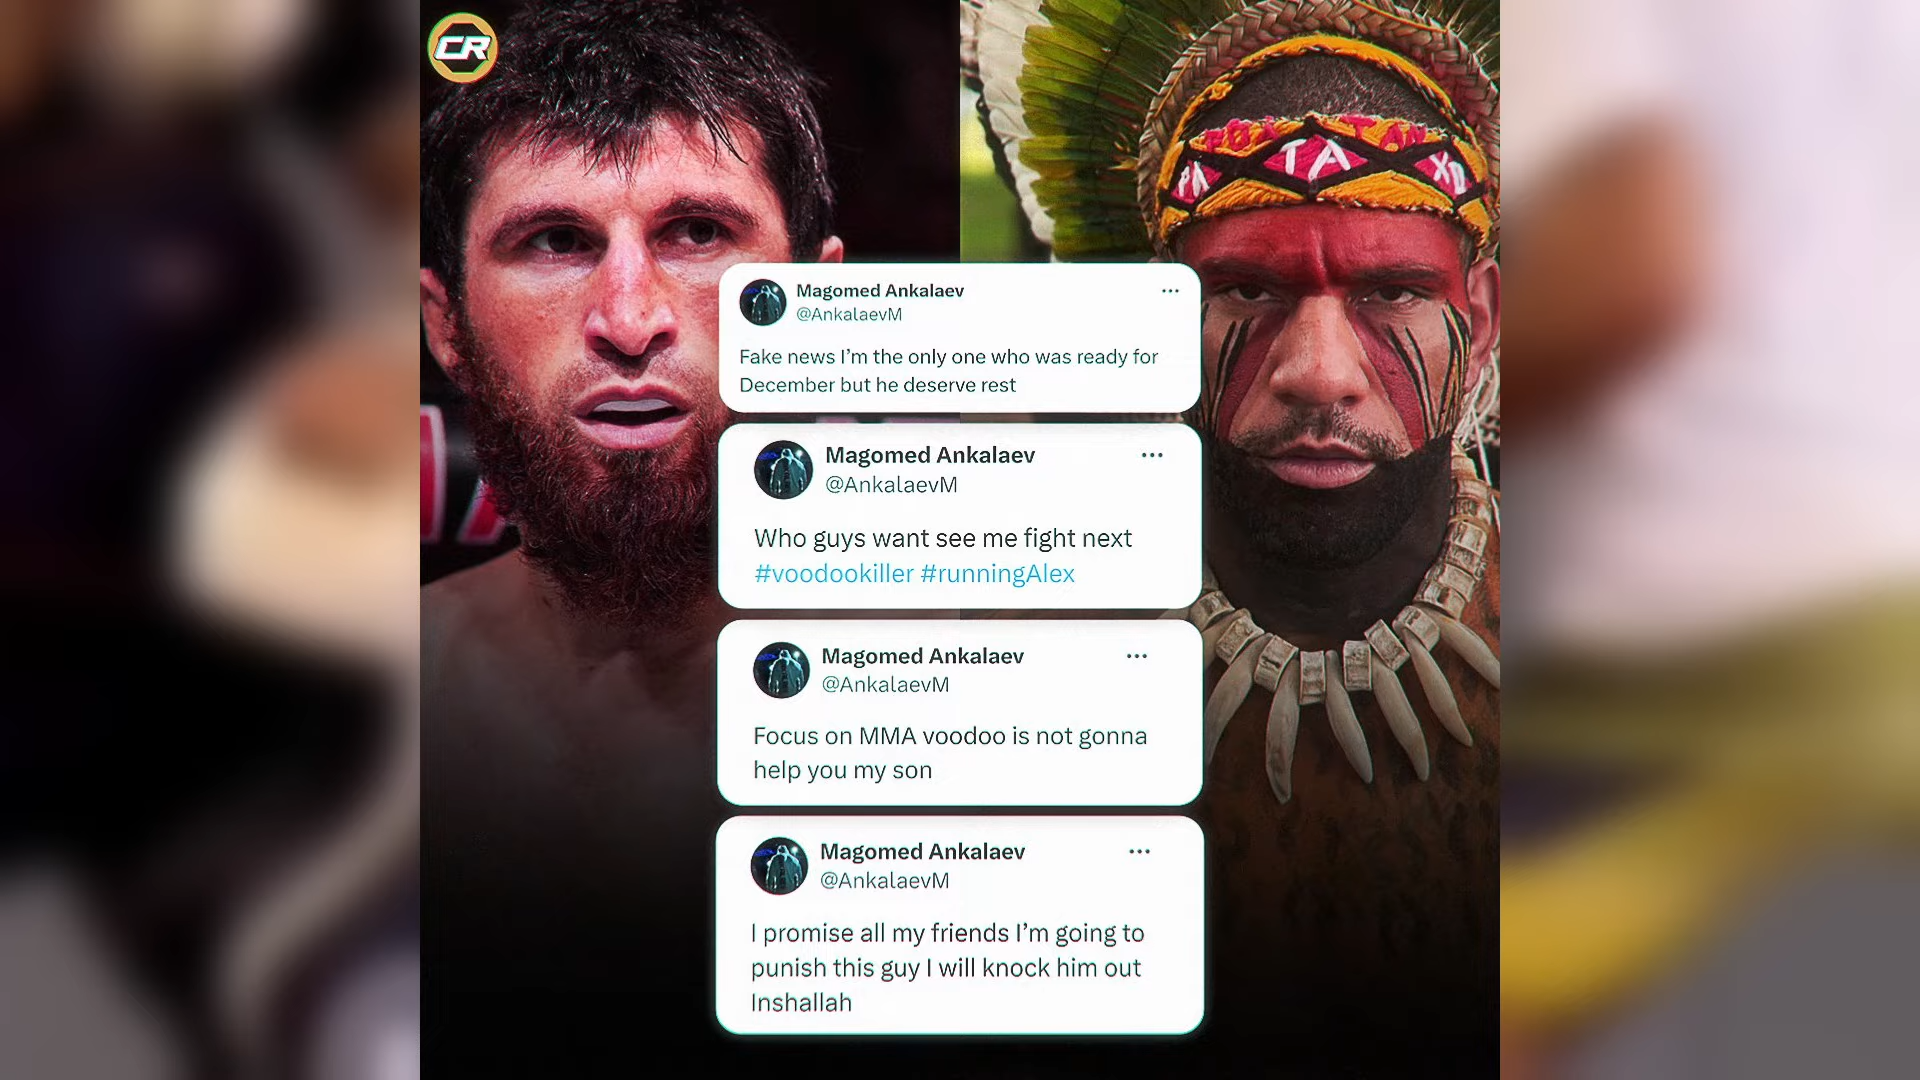 CR
PA TA XÓ
Magomed Ankalaev
@AnkalaevM
Fake news I’m the only one who was ready for
December but he deserve rest
Magomed Ankalaev
@AnkalaevM
Who guys want see me fight next
#voodookiller #runningAlex
Magomed Ankalaev
@AnkalaevM
Focus on MMA voodoo is not gonna
help you my son
Magomed Ankalaev
@AnkalaevM
I promise all my friends I’m going to
punish this guy I will knock him out
Inshallah